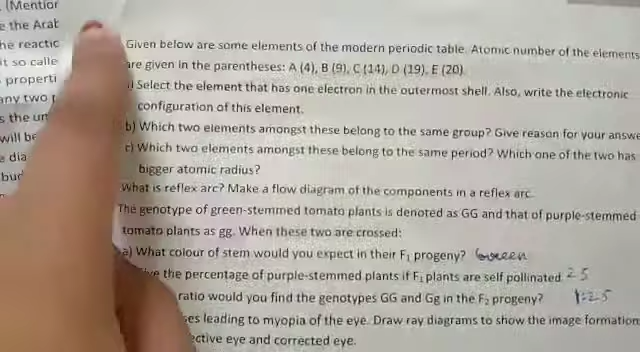 (Mention
e the Arab
he reactic
it so calle
properti
any two
s the un
will be
e dia
bud
Given below are some elements of the modern periodic table. Atomic number of the elements
are given in the parentheses: A (4), B (9), C (14), D (19), E (20)
Select the element that has one electron in the outermost shell. Also, write the electronic
configuration of this element.
b) Which two elements amongst these belong to the same group? Give reason for your answe
c) Which two elements amongst these belong to the same period? Which one of the two has
bigger atomic radius?
What is reflex arc? Make a flow diagram of the components in a reflex arc.
The genotype of green-stemmed tomato plants is denoted as GG and that of purple-stemmed
tomato plants as gg. When these two are crossed:
a) What colour of stem would you expect in their F₁ progeny? Green
ive the percentage of purple-stemmed plants if F₁ plants are self pollinated. 25
ratio would you find the genotypes GG and Gg in the F₂ progeny?
ses leading to myopia of the eye. Draw ray diagrams to show the image formation
ective eye and corrected eye.